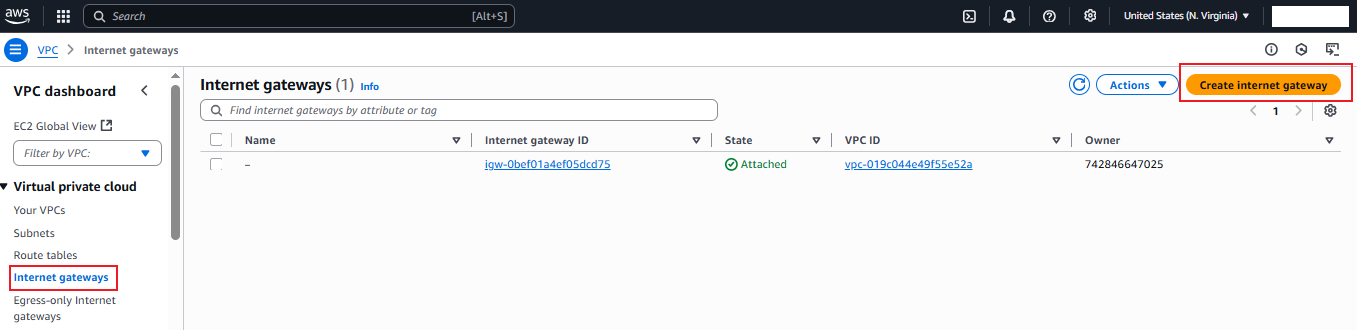 aws Search [Alt+S] United States (N. Virginia)
VPC > Internet gateways
VPC dashboard
EC2 Global View
Filter by VPC:
Virtual private cloud
Your VPCs
Subnets
Route tables
Internet gateways
Egress-only Internet
gateways
Internet gateways (1) Info
Actions
Create internet gateway
Find internet gateways by attribute or tag
1
Name Internet gateway ID State VPC ID Owner
– igw-0bef01a4ef05dcd75 Attached vpc-019c044e49f55e52a 742846647025